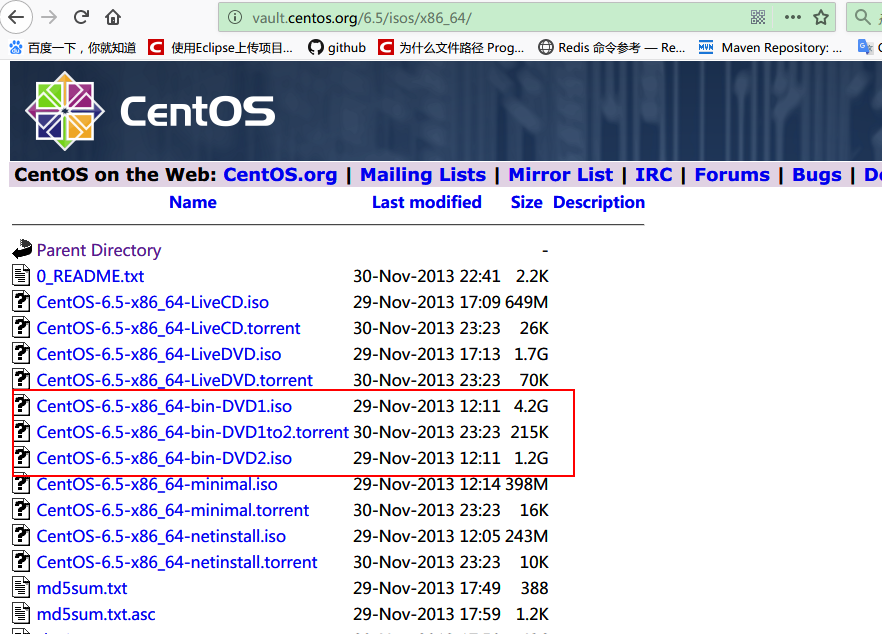 vault.centos.org/6.5/isos/x86_64/
百度一下，你就知道 使用Eclipse上传项目... github 为什么文件路径 Prog... Redis 命令参考 — Re... MVN Maven Repository: ...
CentOS
CentOS on the Web: CentOS.org | Mailing Lists | Mirror List | IRC | Forums | Bugs |
Name Last modified Size Description
Parent Directory -
0_README.txt 30-Nov-2013 22:41 2.2K
CentOS-6.5-x86_64-LiveCD.iso 29-Nov-2013 17:09 649M
CentOS-6.5-x86_64-LiveCD.torrent 30-Nov-2013 23:23 26K
CentOS-6.5-x86_64-LiveDVD.iso 29-Nov-2013 17:13 1.7G
CentOS-6.5-x86_64-LiveDVD.torrent 30-Nov-2013 23:23 70K
CentOS-6.5-x86_64-bin-DVD1.iso 29-Nov-2013 12:11 4.2G
CentOS-6.5-x86_64-bin-DVD1to2.torrent 30-Nov-2013 23:23 215K
CentOS-6.5-x86_64-bin-DVD2.iso 29-Nov-2013 12:11 1.2G
CentOS-6.5-x86_64-minimal.iso 29-Nov-2013 12:14 398M
CentOS-6.5-x86_64-minimal.torrent 30-Nov-2013 23:23 16K
CentOS-6.5-x86_64-netinstall.iso 29-Nov-2013 12:05 243M
CentOS-6.5-x86_64-netinstall.torrent 30-Nov-2013 23:23 10K
md5sum.txt 29-Nov-2013 17:49 388
md5sum.txt.asc 29-Nov-2013 17:59 1.2K